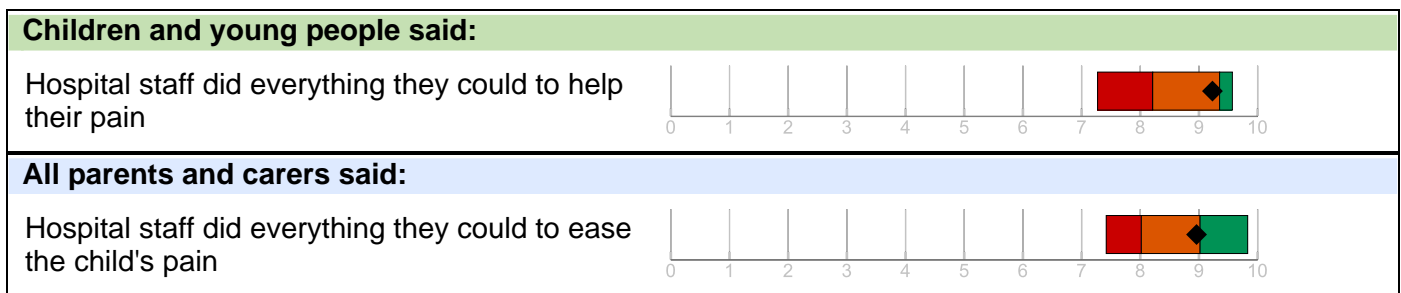 Children and young people said:
Hospital staff did everything they could to help
their pain
0 1 2 3 4 5 6 7 8 9 10
All parents and carers said:
Hospital staff did everything they could to ease
the child's pain
0 1 2 3 4 5 6 7 8 9 10